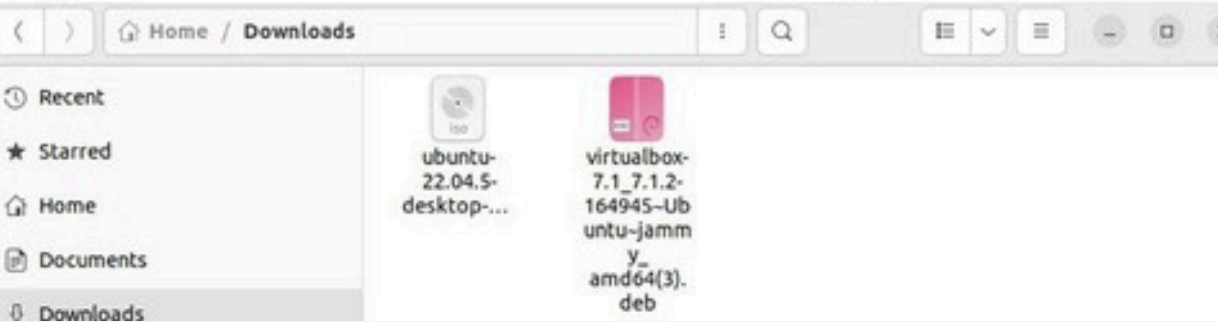 Home / Downloads
Recent
Starred
Home
Documents
Downloads
iso
ubuntu-
22.04.5-
desktop-...
virtualbox-
7.1_7.1.2-
164945~Ub
untu~jamm
y_
amd64(3).
deb